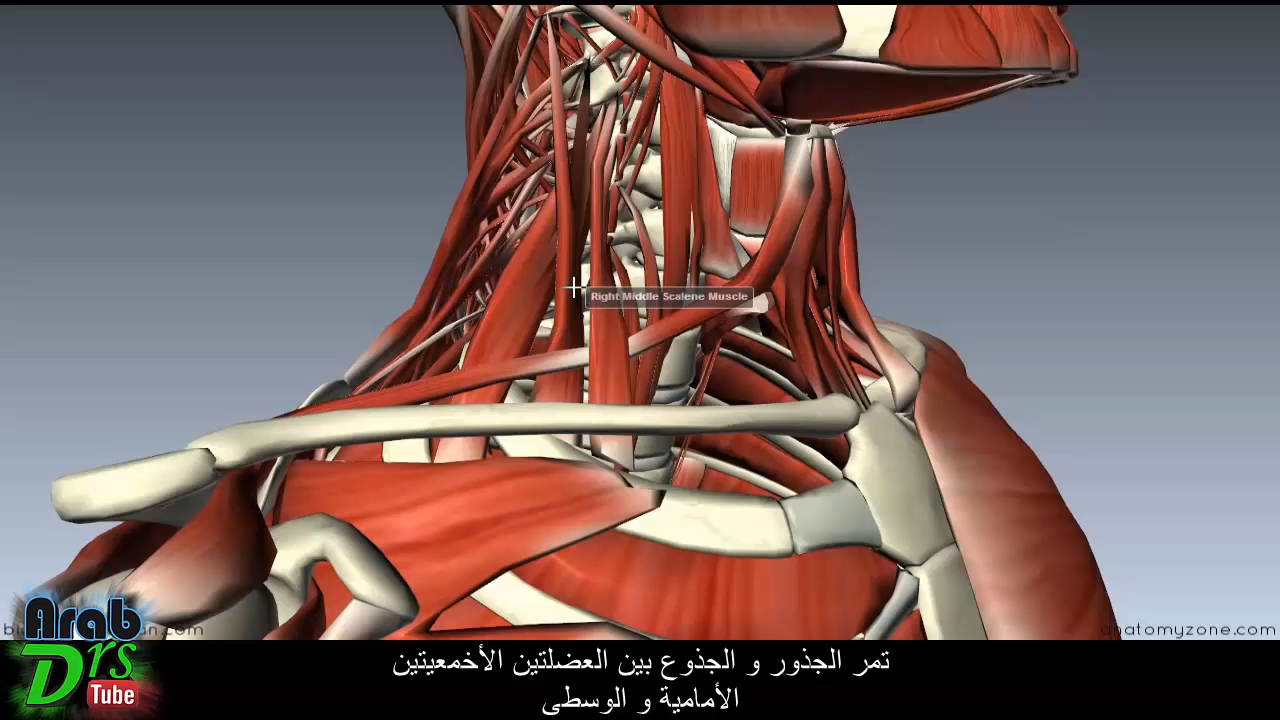 Right Middle Scalene Muscle
anatomyzone.com
Arab
Drs
Tube
تمر الجذور و الجذوع بين العضلتين الأخمعيتين
الأمامية و الوسطى